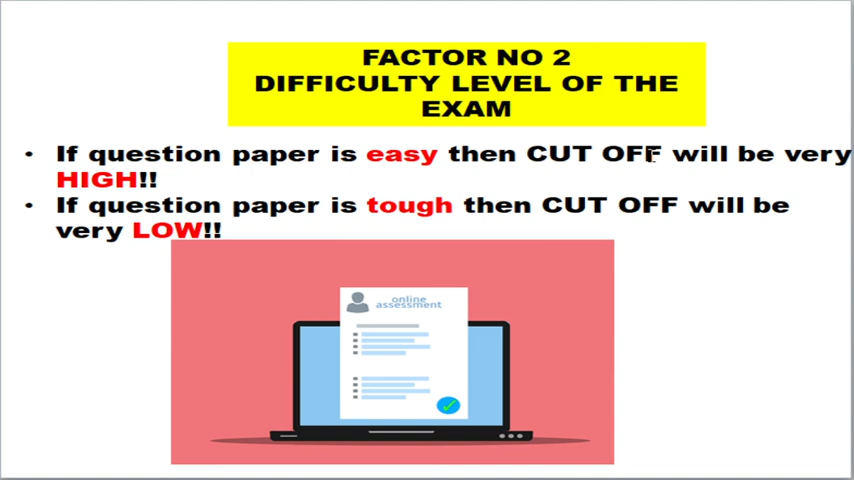 FACTOR NO 2
DIFFICULTY LEVEL OF THE
EXAM
• If question paper is easy then CUT OFF will be very
HIGH!!
• If question paper is tough then CUT OFF will be
very LOW!!
online
assessment